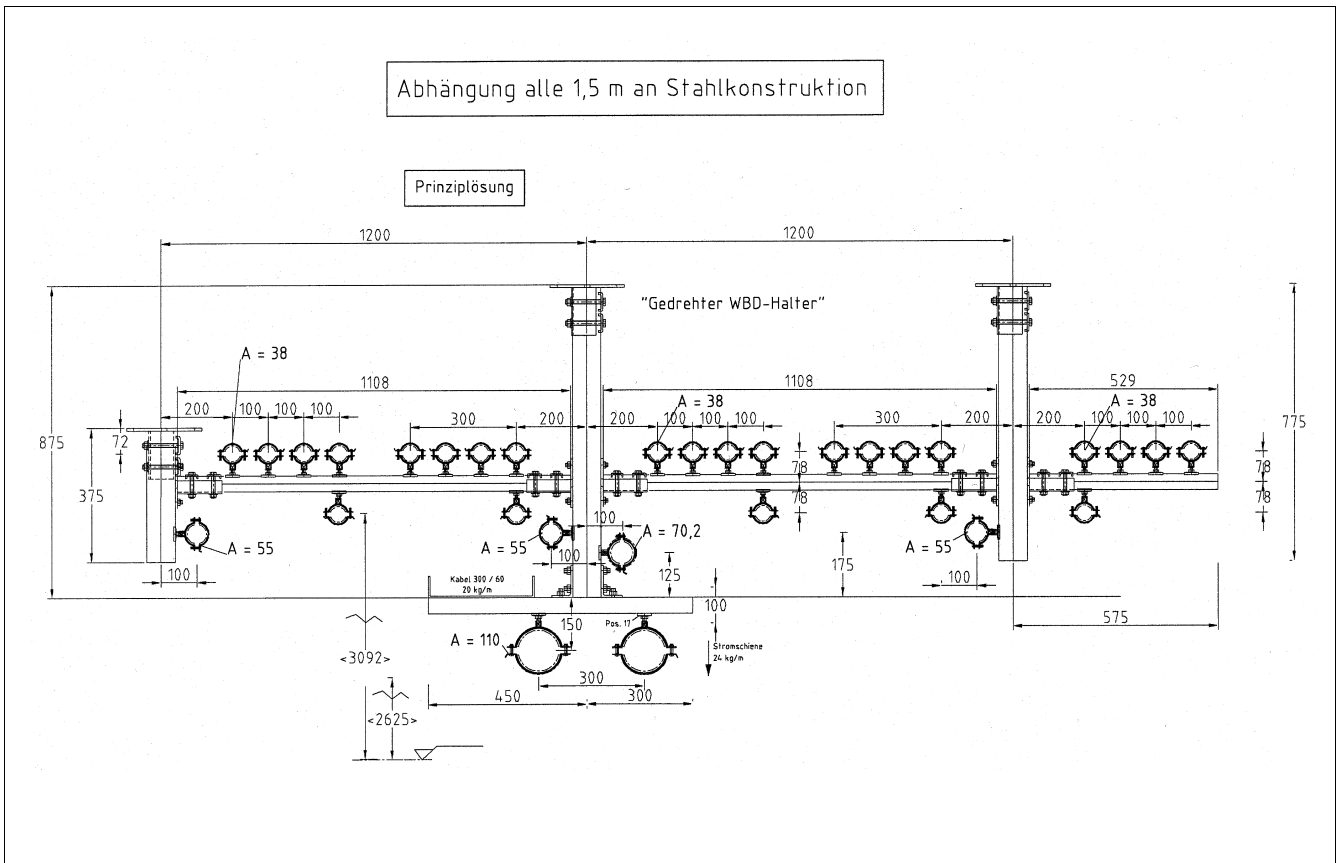 Abhängung alle 1,5 m an Stahlkonstruktion
Prinziplösung
1200
1200
"Gedrehter WBD-Halter"
A = 38
1108
1108
529
A = 38
A = 38
200
100
100
100
300
200
200
100
100
100
300
200
200
100
100
100
875
72
375
775
78
78
78
78
A = 55
100
A = 55
100
100
A = 70,2
125
175
A = 55
100
Kabel 300 / 60
20 kg/m
150
Pos. 17
100
Stromschiene
24 kg/m
575
A = 110
<3092>
300
450
300
<2625>